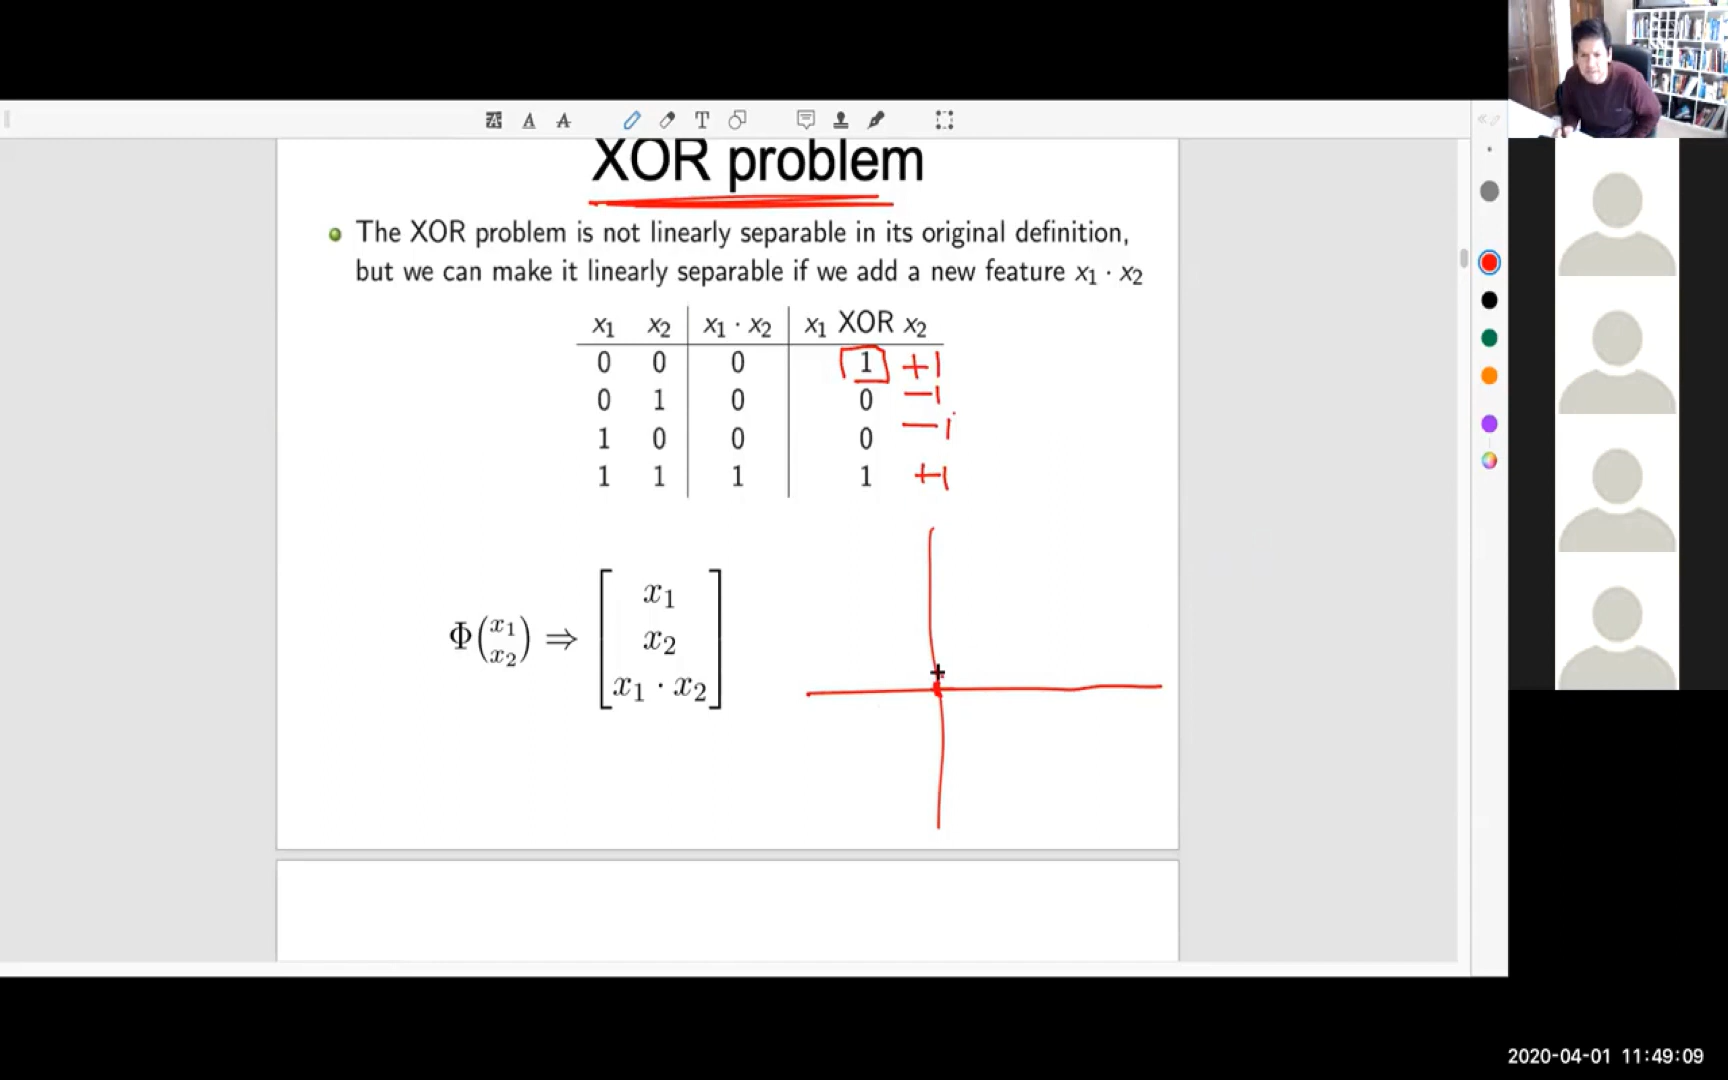 XOR problem
The XOR problem is not linearly separable in its original definition,
but we can make it linearly separable if we add a new feature x₁ · x₂
x₁ x₂ x₁ · x₂ x₁ XOR x₂
0 0 0 1 +1
0 1 0 0 −1
1 0 0 0 −1
1 1 1 1 +1
Φ(x₁ x₂) ⇒ [x₁ x₂ x₁ · x₂]
2020-04-01 11:49:09